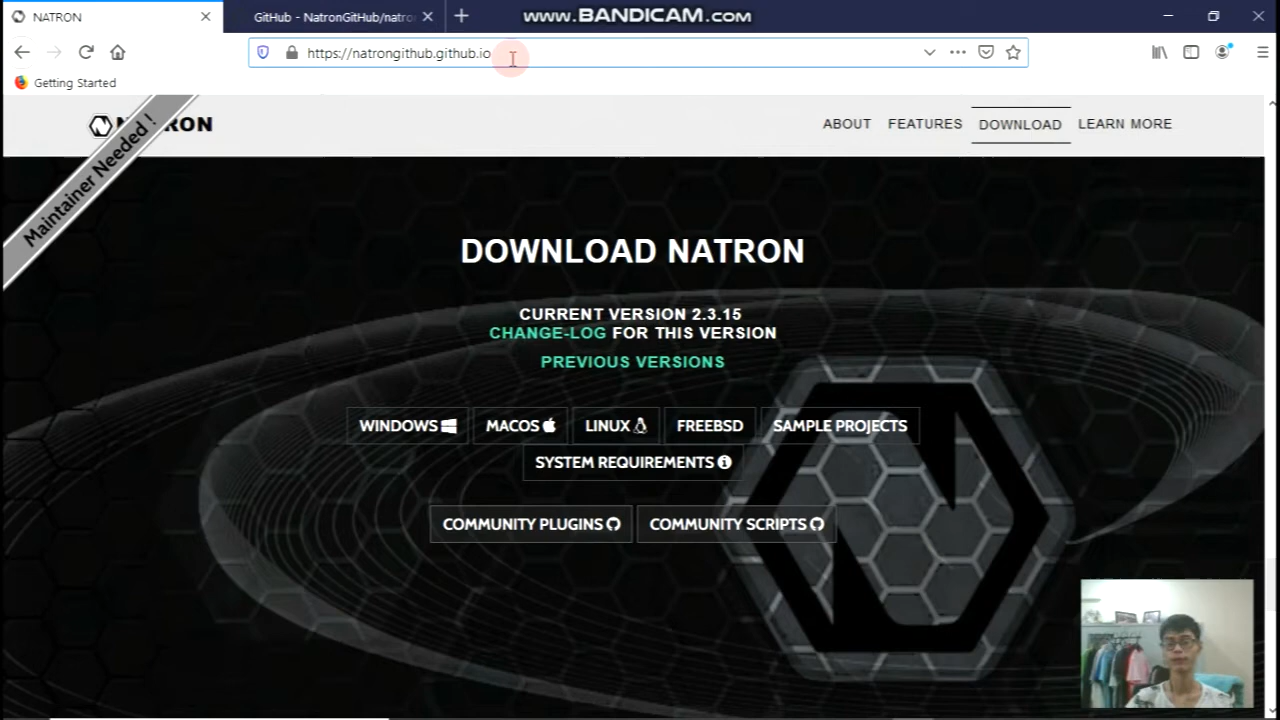 NATRON
GitHub - NatronGitHub/natro
www.BANDICAM.com
https://natrongithub.github.io
Getting Started
Maintainer Needed !
ABOUT
FEATURES
DOWNLOAD
LEARN MORE
DOWNLOAD NATRON
CURRENT VERSION 2.3.15
CHANGE-LOG FOR THIS VERSION
PREVIOUS VERSIONS
WINDOWS
MACOS
LINUX
FREEBSD
SAMPLE PROJECTS
SYSTEM REQUIREMENTS
COMMUNITY PLUGINS
COMMUNITY SCRIPTS